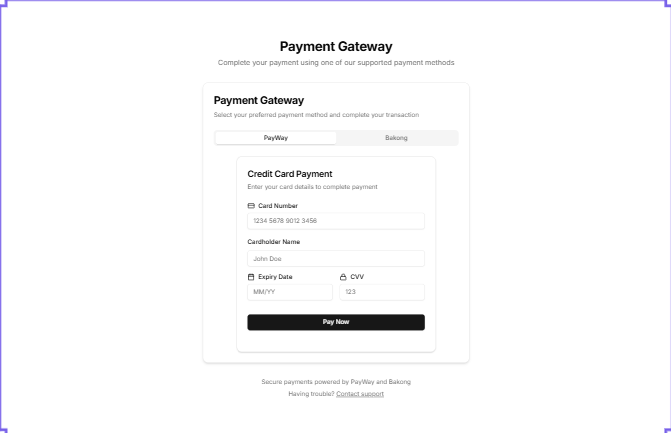 Payment Gateway
Complete your payment using one of our supported payment methods
Payment Gateway
Select your preferred payment method and complete your transaction
PayWay
Bakong
Credit Card Payment
Enter your card details to complete payment
Card Number
1234 5678 9012 3456
Cardholder Name
John Doe
Expiry Date
CVV
MM/YY
123
Pay Now
Secure payments powered by PayWay and Bakong
Having trouble? Contact support